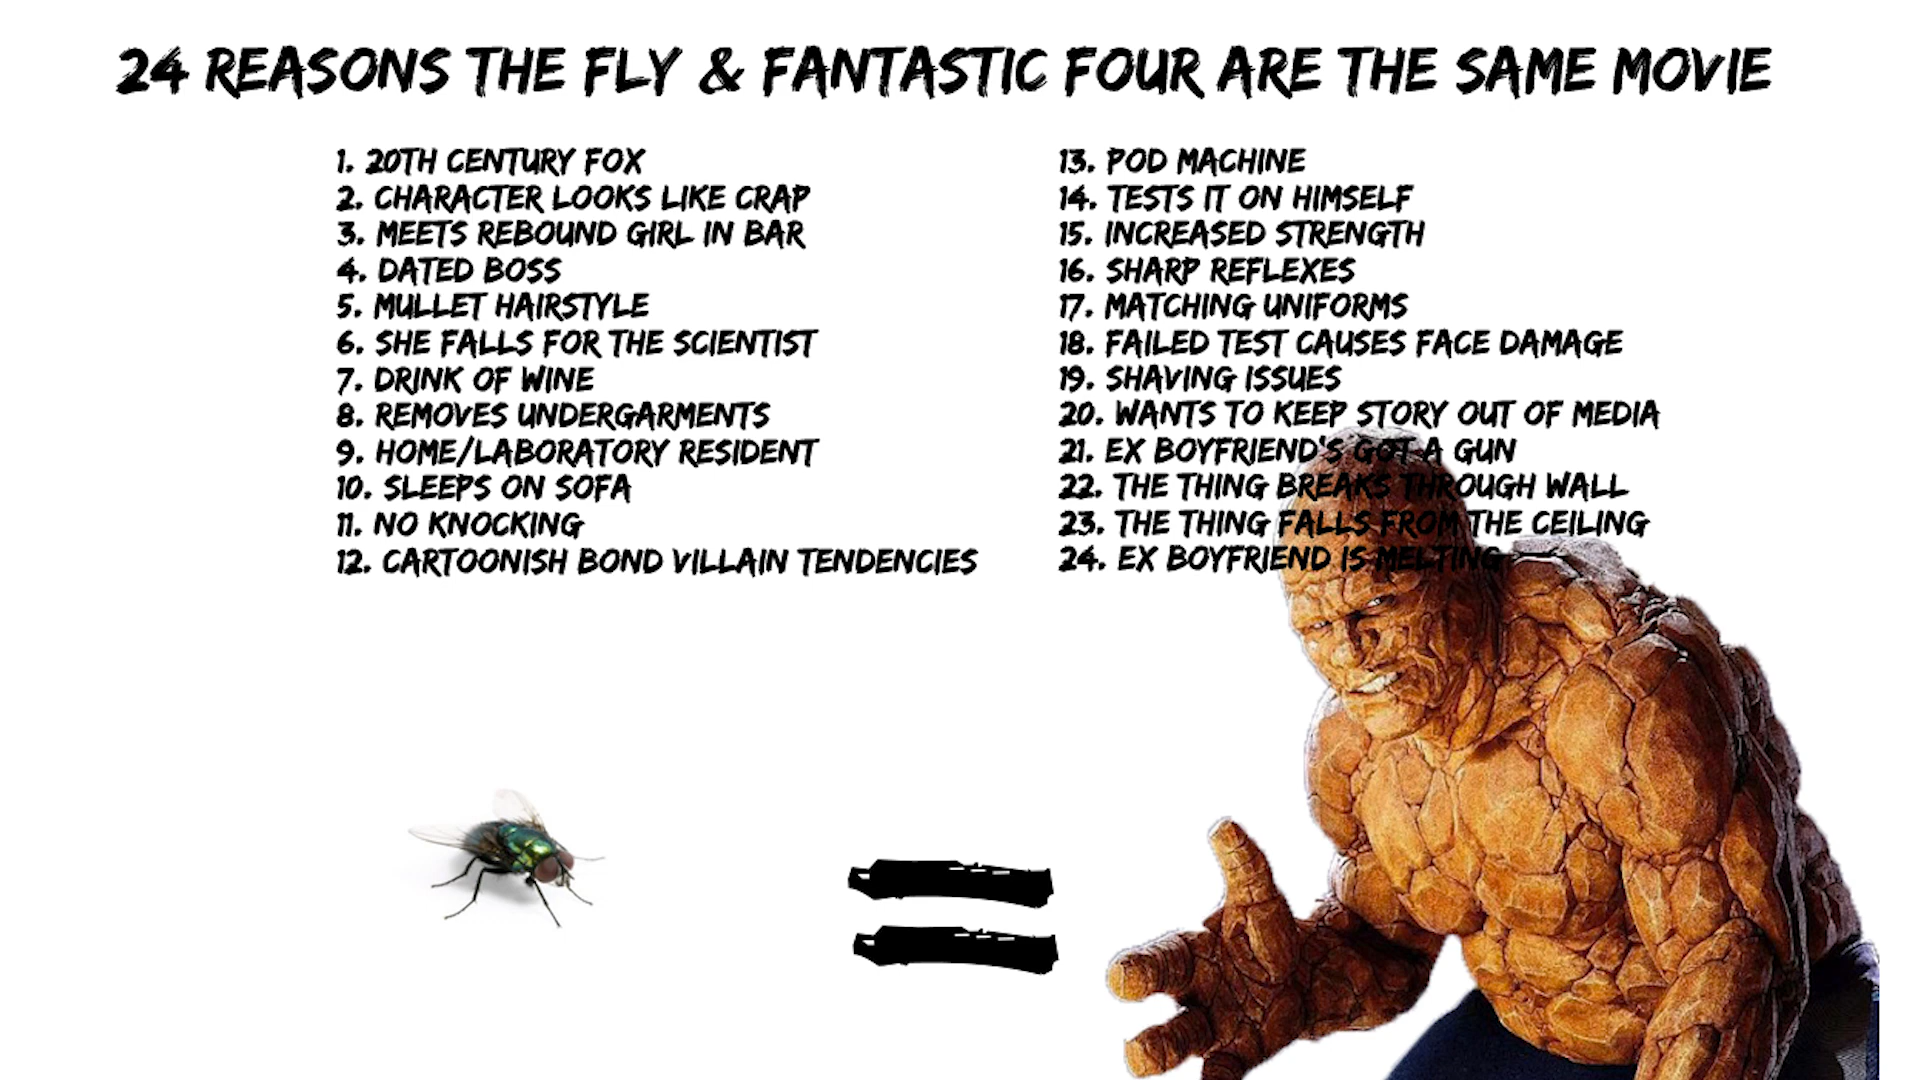 24 REASONS THE FLY & FANTASTIC FOUR ARE THE SAME MOVIE
1. 20TH CENTURY FOX
2. CHARACTER LOOKS LIKE CRAP
3. MEETS REBOUND GIRL IN BAR
4. DATED BOSS
5. MULLET HAIRSTYLE
6. SHE FALLS FOR THE SCIENTIST
7. DRINK OF WINE
8. REMOVES UNDERGARMENTS
9. HOME/LABORATORY RESIDENT
10. SLEEPS ON SOFA
11. NO KNOCKING
12. CARTOONISH BOND VILLAIN TENDENCIES
13. POD MACHINE
14. TESTS IT ON HIMSELF
15. INCREASED STRENGTH
16. SHARP REFLEXES
17. MATCHING UNIFORMS
18. FAILED TEST CAUSES FACE DAMAGE
19. SHAVING ISSUES
20. WANTS TO KEEP STORY OUT OF MEDIA
21. EX BOYFRIEND'S GOT A GUN
22. THE THING BREAKS THROUGH WALL
23. THE THING FALLS FROM THE CEILING
24. EX BOYFRIEND IS MELTING
=